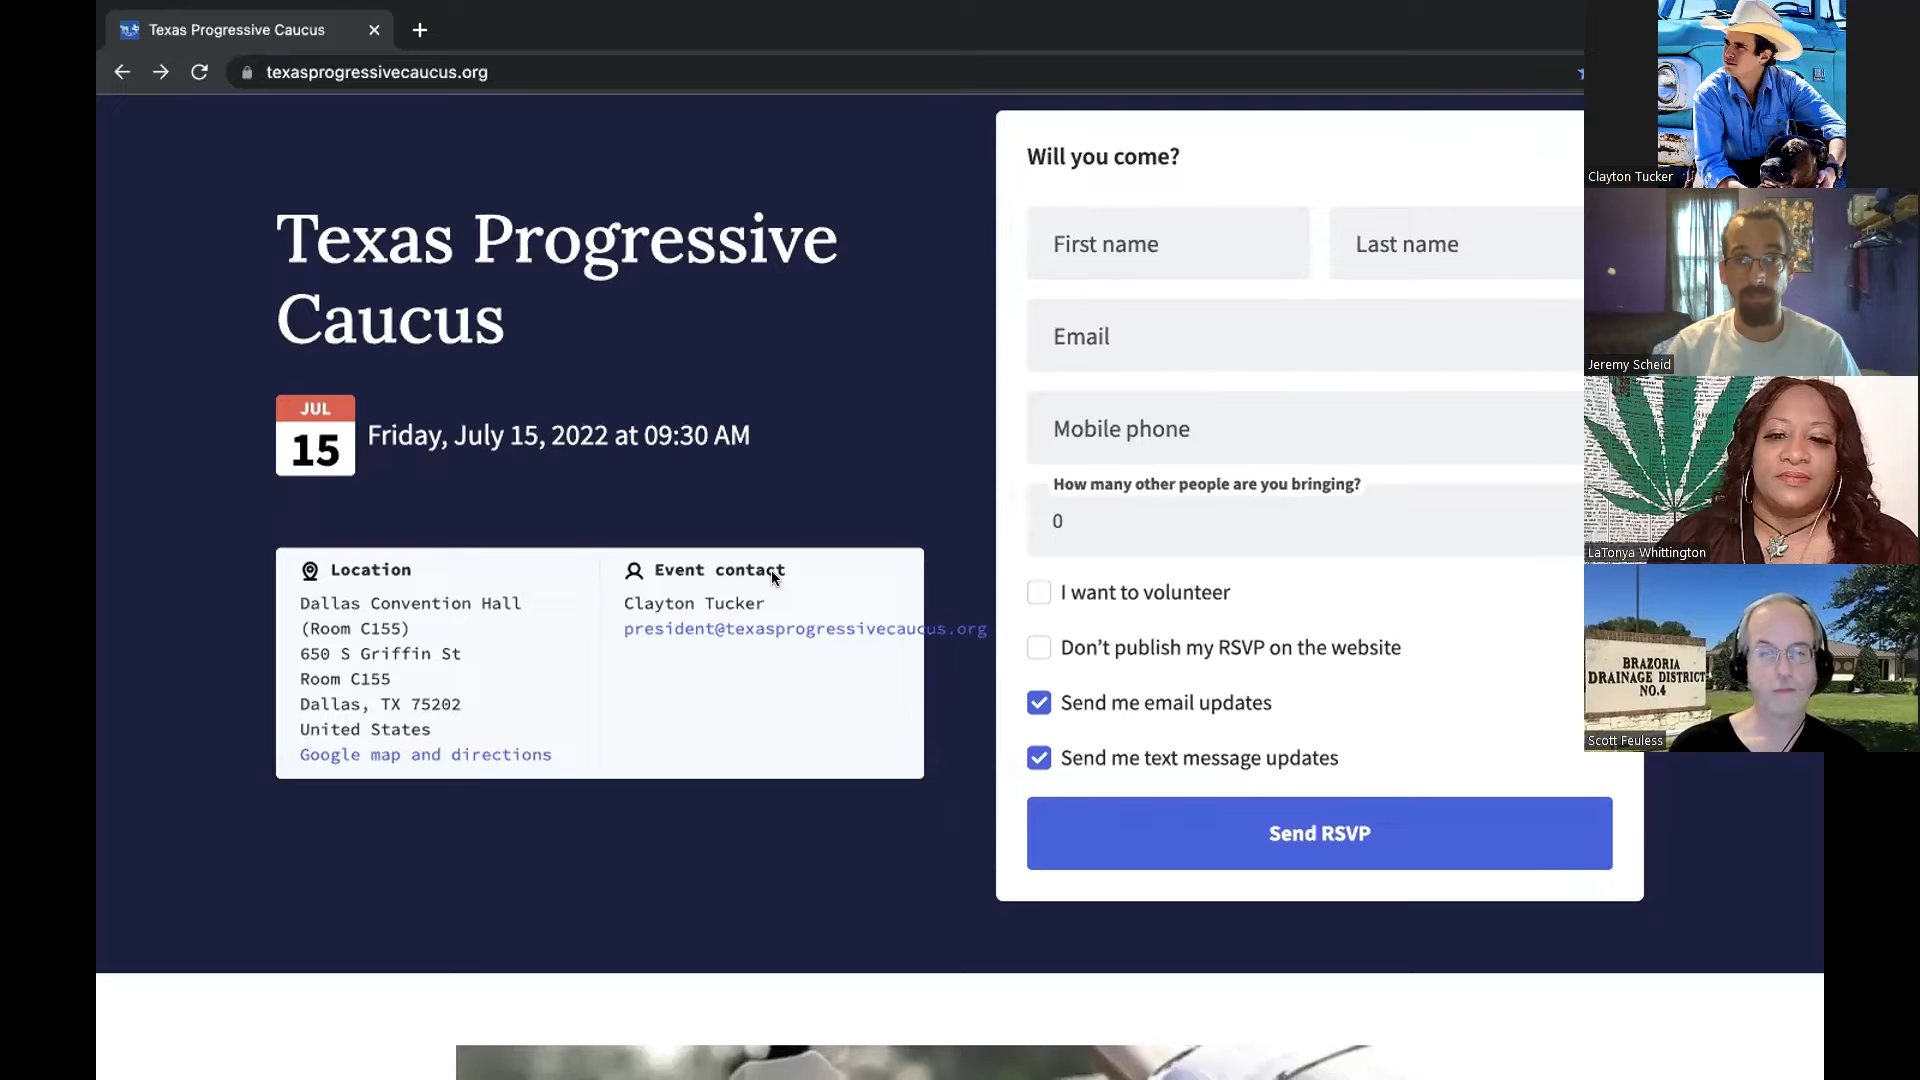 Texas Progressive Caucus
texasprogressivecaucus.org
Texas Progressive
Caucus
JUL
15
Friday, July 15, 2022 at 09:30 AM
Location
Dallas Convention Hall
(Room C155)
650 S Griffin St
Room C155
Dallas, TX 75202
United States
Google map and directions
Event contact
Clayton Tucker
president@texasprogressivecaucus.org
Will you come?
First name
Last name
Email
Mobile phone
How many other people are you bringing?
0
I want to volunteer
Don’t publish my RSVP on the website
Send me email updates
Send me text message updates
Send RSVP
Clayton Tucker
Jeremy Scheid
LaTonya Whittington
BRAZORIA
DRAINAGE DISTRICT
NO.4
Scott Feuless